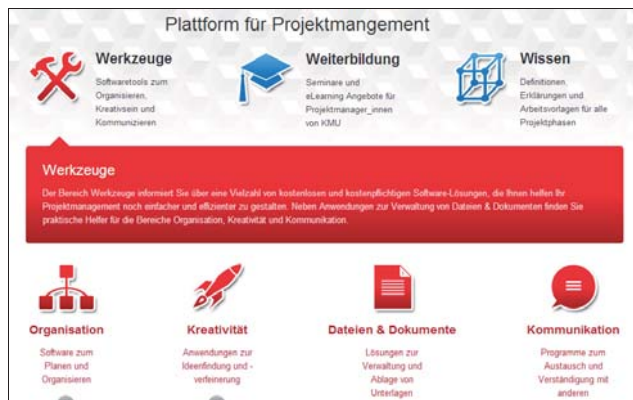 Plattform für Projektmangement
Werkzeuge
Softwaretools zum
Organisieren,
Kreativsein und
Kommunizieren
Weiterbildung
Seminare und
eLearning Angebote für
Projektmanager_innen
von KMU
Wissen
Definitionen,
Erklärungen und
Arbeitsvorlagen für alle
Projektphasen
Werkzeuge
Der Bereich Werkzeuge informiert Sie über eine Vielzahl von kostenlosen und kostenpflichtigen Software-Lösungen, die Ihnen helfen Ihr
Projektmanagement noch einfacher und effizienter zu gestalten. Neben Anwendungen zur Verwaltung von Dateien & Dokumenten finden Sie
praktische Helfer für die Bereiche Organisation, Kreativität und Kommunikation.
Organisation
Software zum
Planen und
Organisieren
Kreativität
Anwendungen zur
Ideenfindung und -
verfeinerung
Dateien & Dokumente
Lösungen zur
Verwaltung und
Ablage von
Unterlagen
Kommunikation
Programme zum
Austausch und
Verständigung mit
anderen